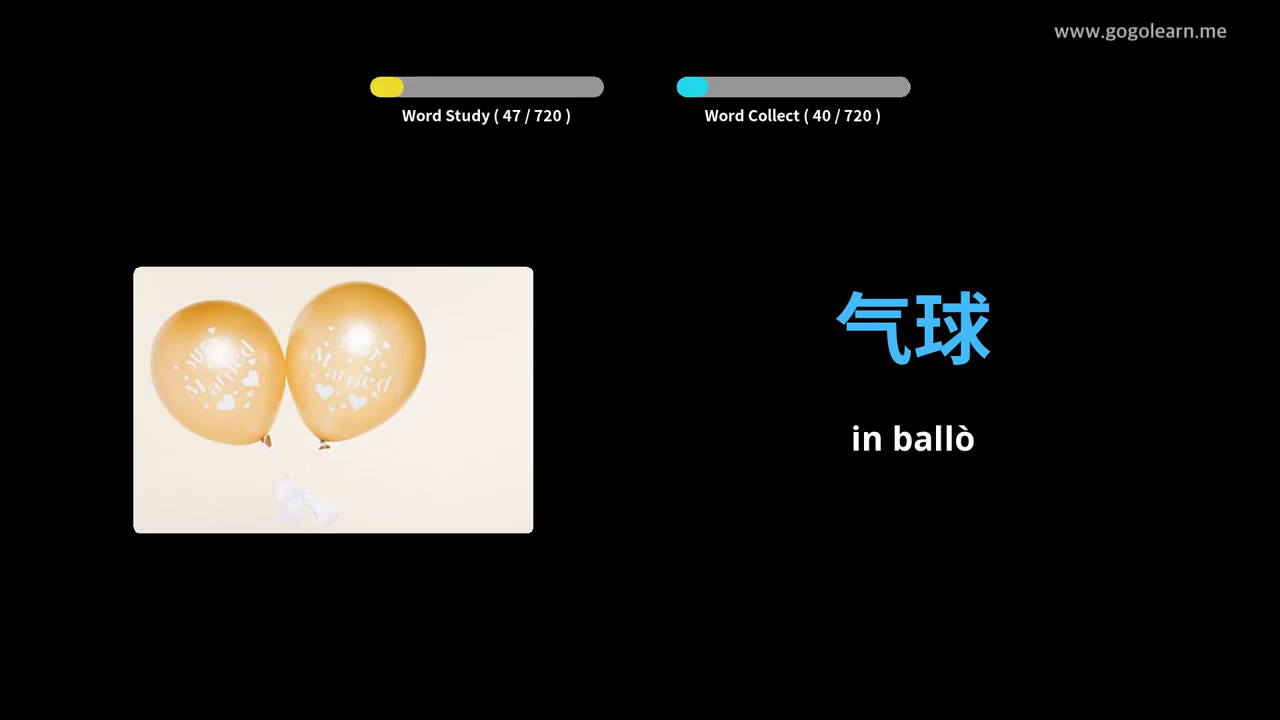 www.gogolearn.me
Word Study ( 47 / 720 )
Word Collect ( 40 / 720 )
JUST
Married
JUST
Married
气球
in ballò